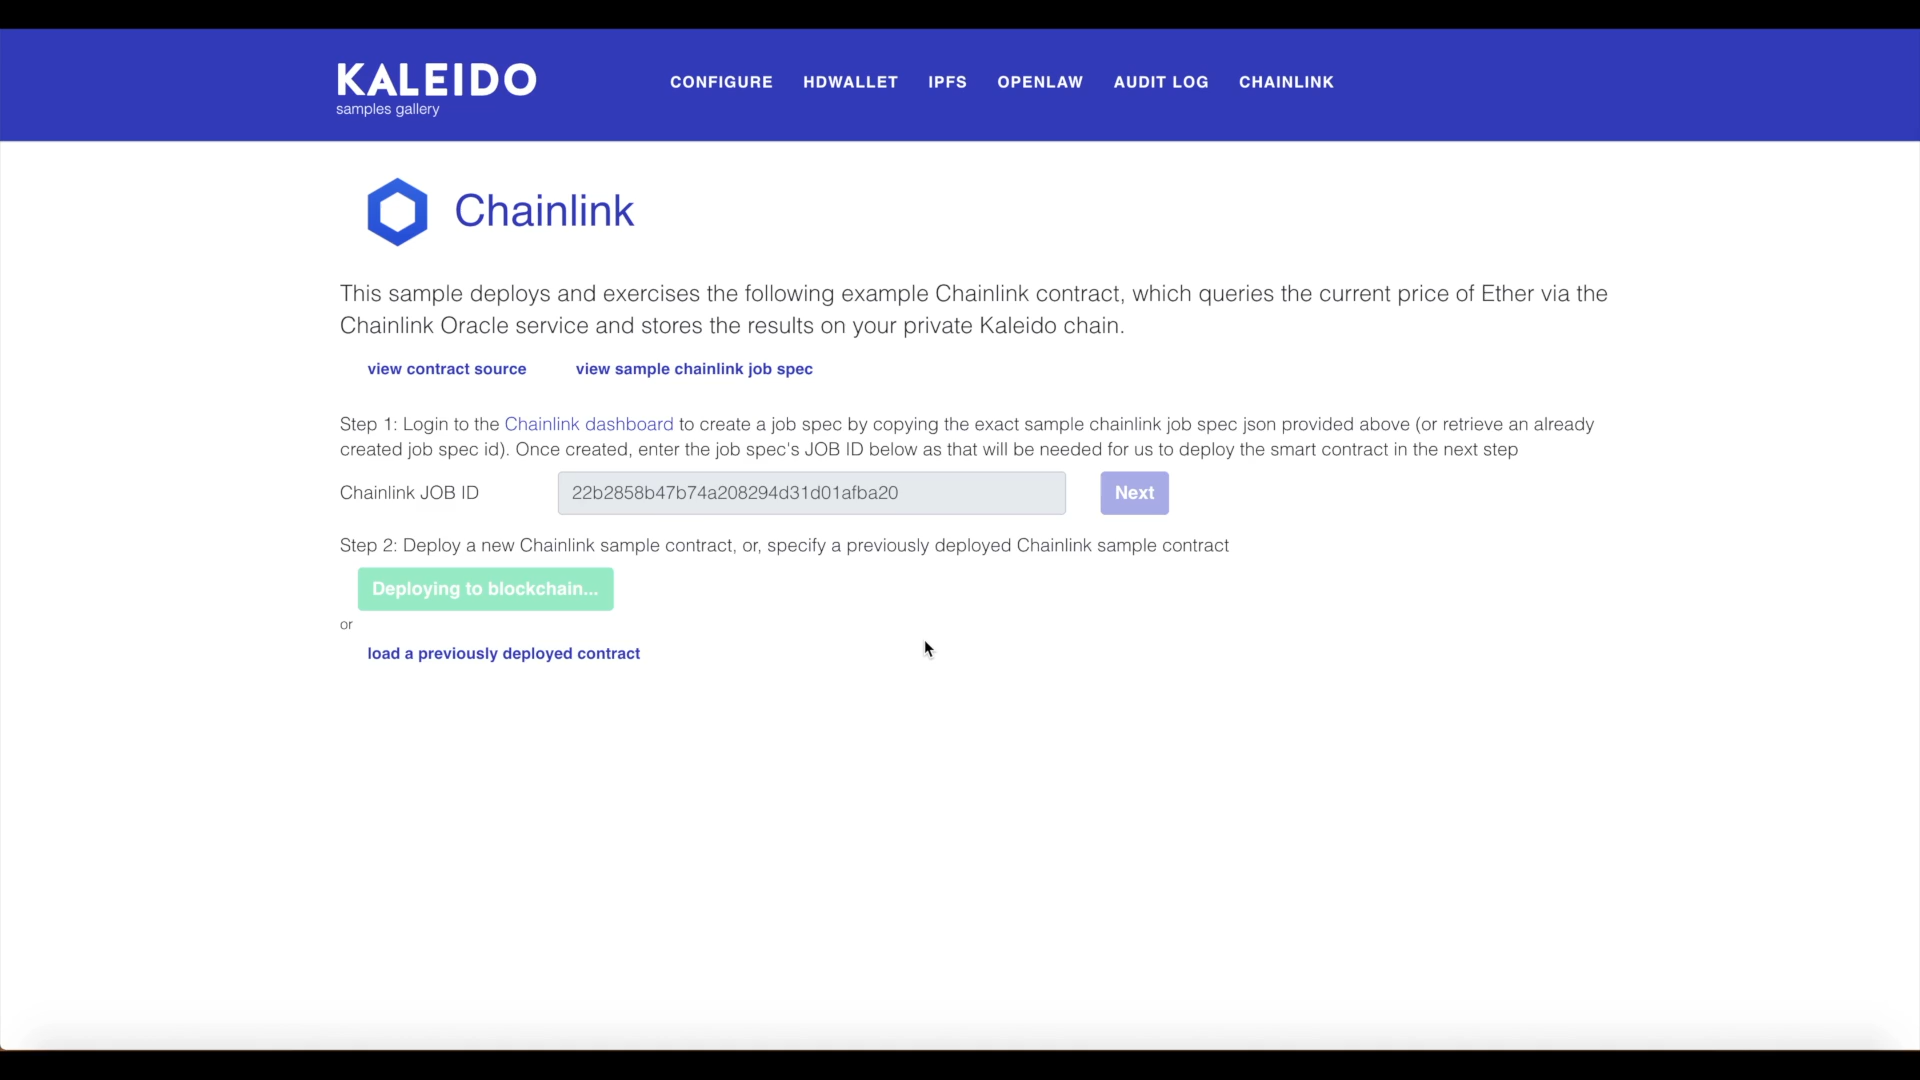 KALEIDO
samples gallery
CONFIGURE HDWALLET IPFS OPENLAW AUDIT LOG CHAINLINK
Chainlink
This sample deploys and exercises the following example Chainlink contract, which queries the current price of Ether via the
Chainlink Oracle service and stores the results on your private Kaleido chain.
view contract source view sample chainlink job spec
Step 1: Login to the Chainlink dashboard to create a job spec by copying the exact sample chainlink job spec json provided above (or retrieve an already
created job spec id). Once created, enter the job spec's JOB ID below as that will be needed for us to deploy the smart contract in the next step
Chainlink JOB ID 22b2858b47b74a208294d31d01afba20 Next
Step 2: Deploy a new Chainlink sample contract, or, specify a previously deployed Chainlink sample contract
Deploying to blockchain...
or
load a previously deployed contract